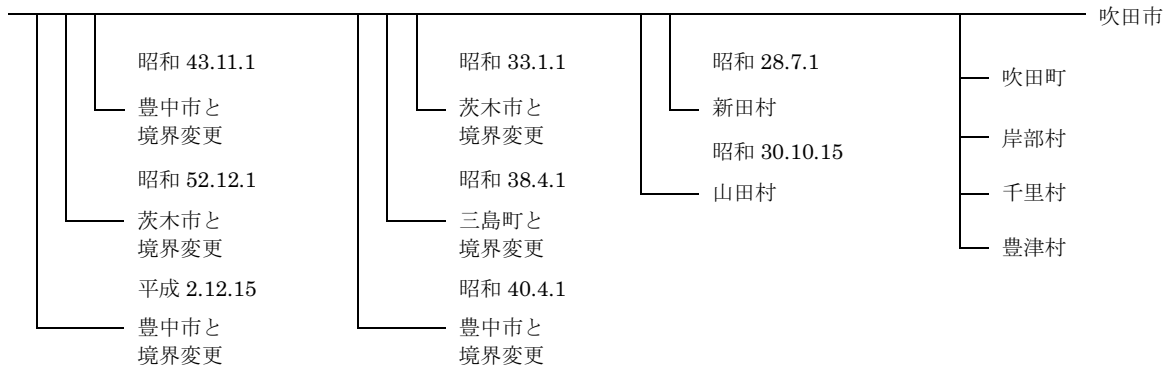 吹田市
吹田町
岸部村
千里村
豊津村
昭和 28.7.1
新田村
昭和 30.10.15
山田村
昭和 33.1.1
茨木市と
境界変更
昭和 38.4.1
三島町と
境界変更
昭和 40.4.1
豊中市と
境界変更
昭和 43.11.1
豊中市と
境界変更
昭和 52.12.1
茨木市と
境界変更
平成 2.12.15
豊中市と
境界変更